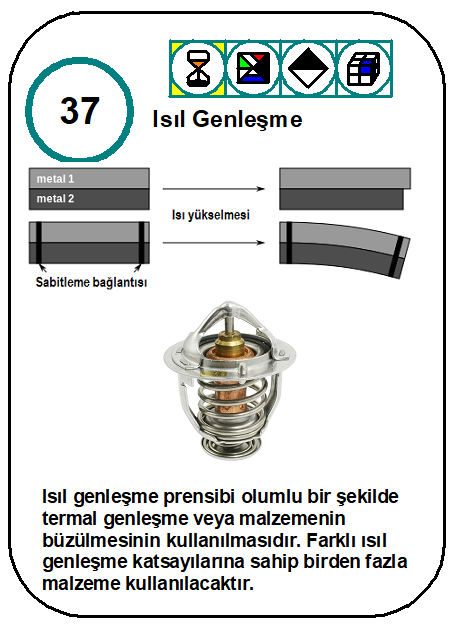 37
Isıl Genleşme
metal 1
metal 2
Isı yükselmesi
Sabitleme bağlantısı
Isıl genleşme prensibi olumlu bir şekilde
termal genleşme veya malzemenin
büzülmesinin kullanılmasıdır. Farklı ısıl
genleşme katsayılarına sahip birden fazla
malzeme kullanılacaktır.